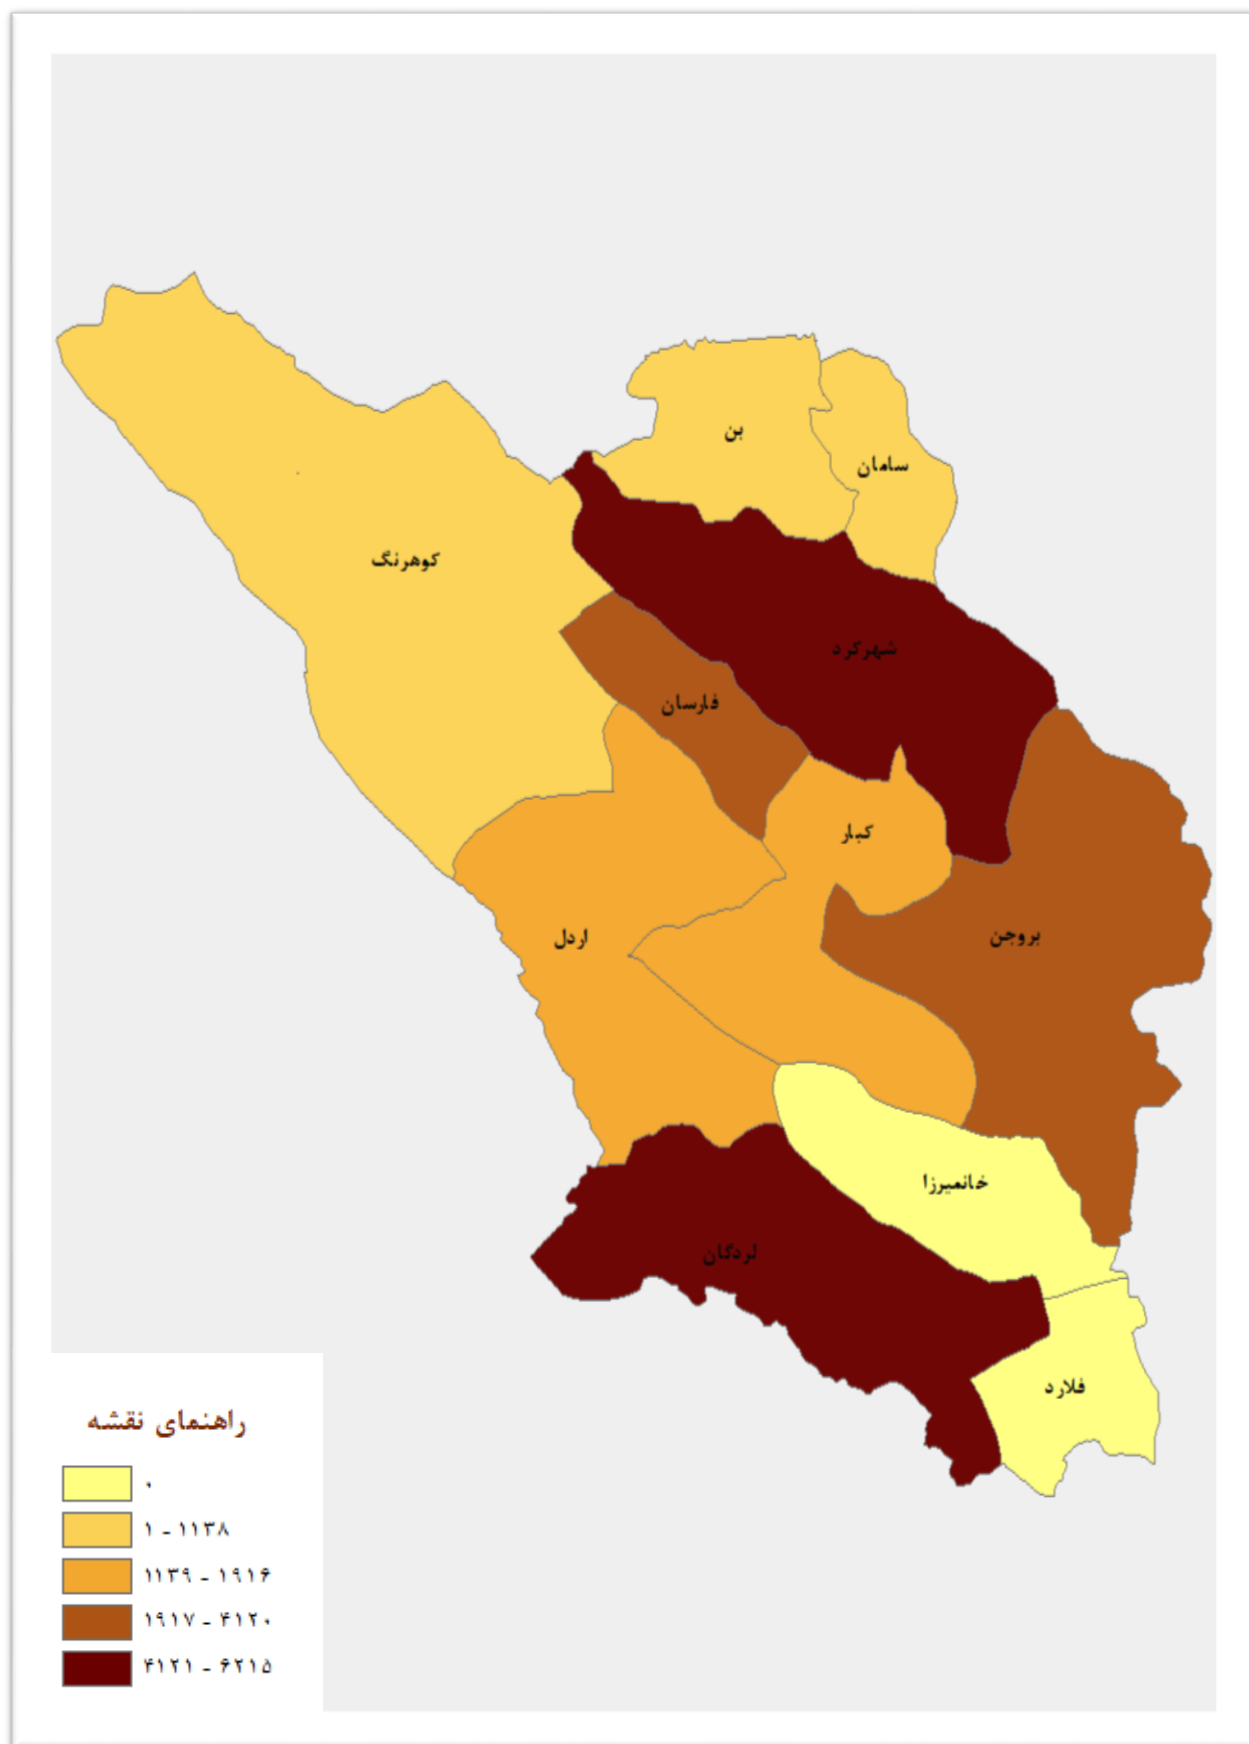 بن
سامان
کوهرنگ
شهرکرد
فارسان
کیار
اردل
بروجن
خانمیرزا
لردگان
فلارد
راهنمای نقشه
۰
۱ - ۱۱۳۸
۱۱۳۹ - ۱۹۱۶
۱۹۱۷ - ۴۱۲۰
۴۱۲۱ - ۶۲۱۵